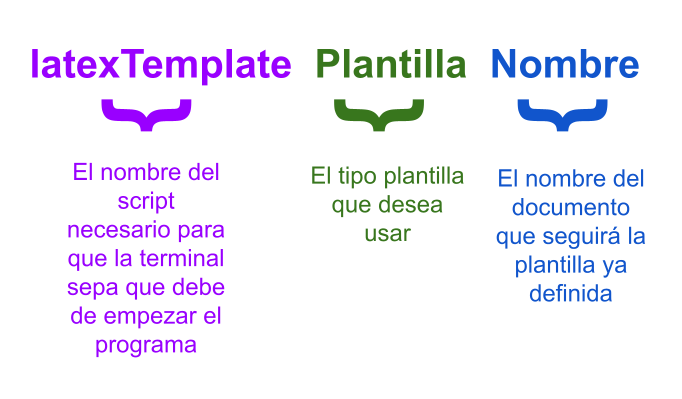 latexTemplate Plantilla Nombre
El nombre del
script
necesario para
que la terminal
sepa que debe
de empezar el
programa
El tipo plantilla
que desea
usar
El nombre del
documento
que seguirá la
plantilla ya
definida